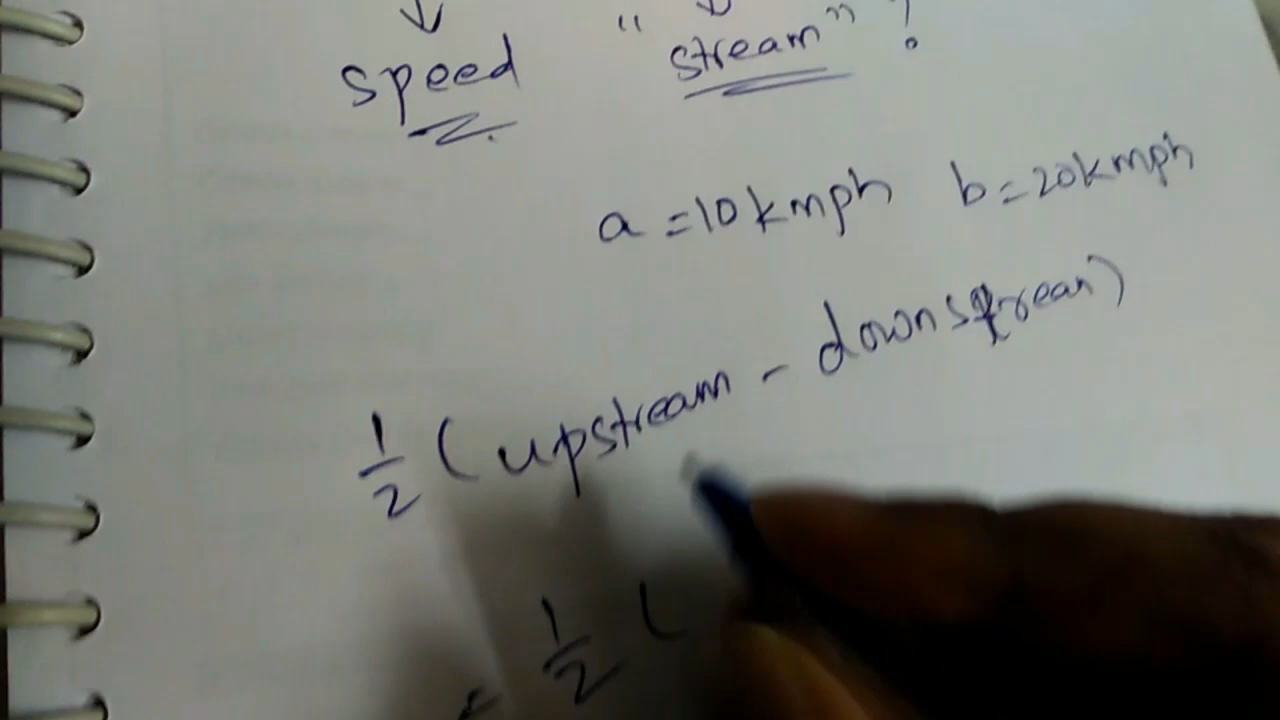 speed "stream" ?
a = 10 kmph b = 20 kmph
1/2 ( upstream - downstream)
= 1/2 (